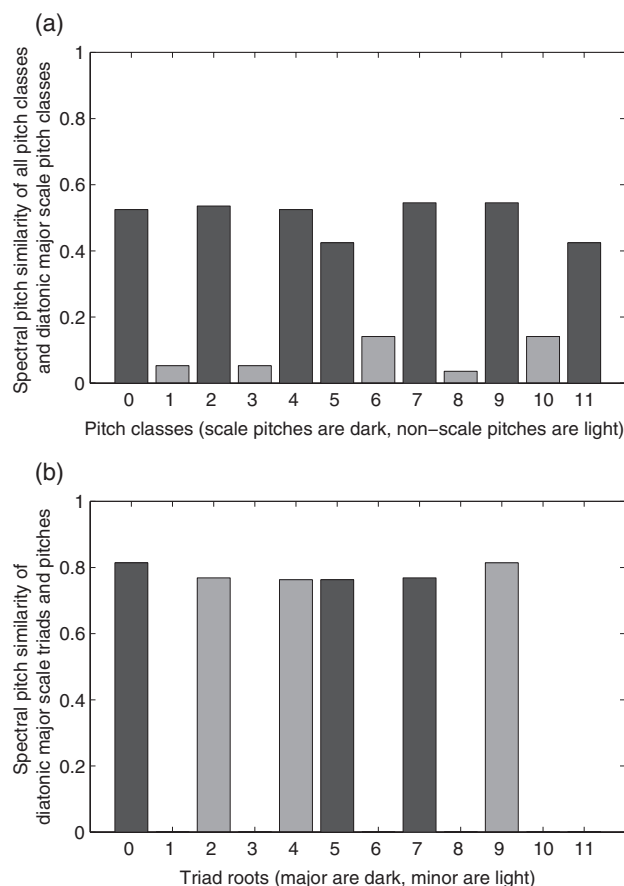 (a)
Spectral pitch similarity of all pitch classes
and diatonic major scale pitch classes
1
0.8
0.6
0.4
0.2
0
0 1 2 3 4 5 6 7 8 9 10 11
Pitch classes (scale pitches are dark, non−scale pitches are light)
(b)
Spectral pitch similarity of
diatonic major scale triads and pitches
1
0.8
0.6
0.4
0.2
0
0 1 2 3 4 5 6 7 8 9 10 11
Triad roots (major are dark, minor are light)